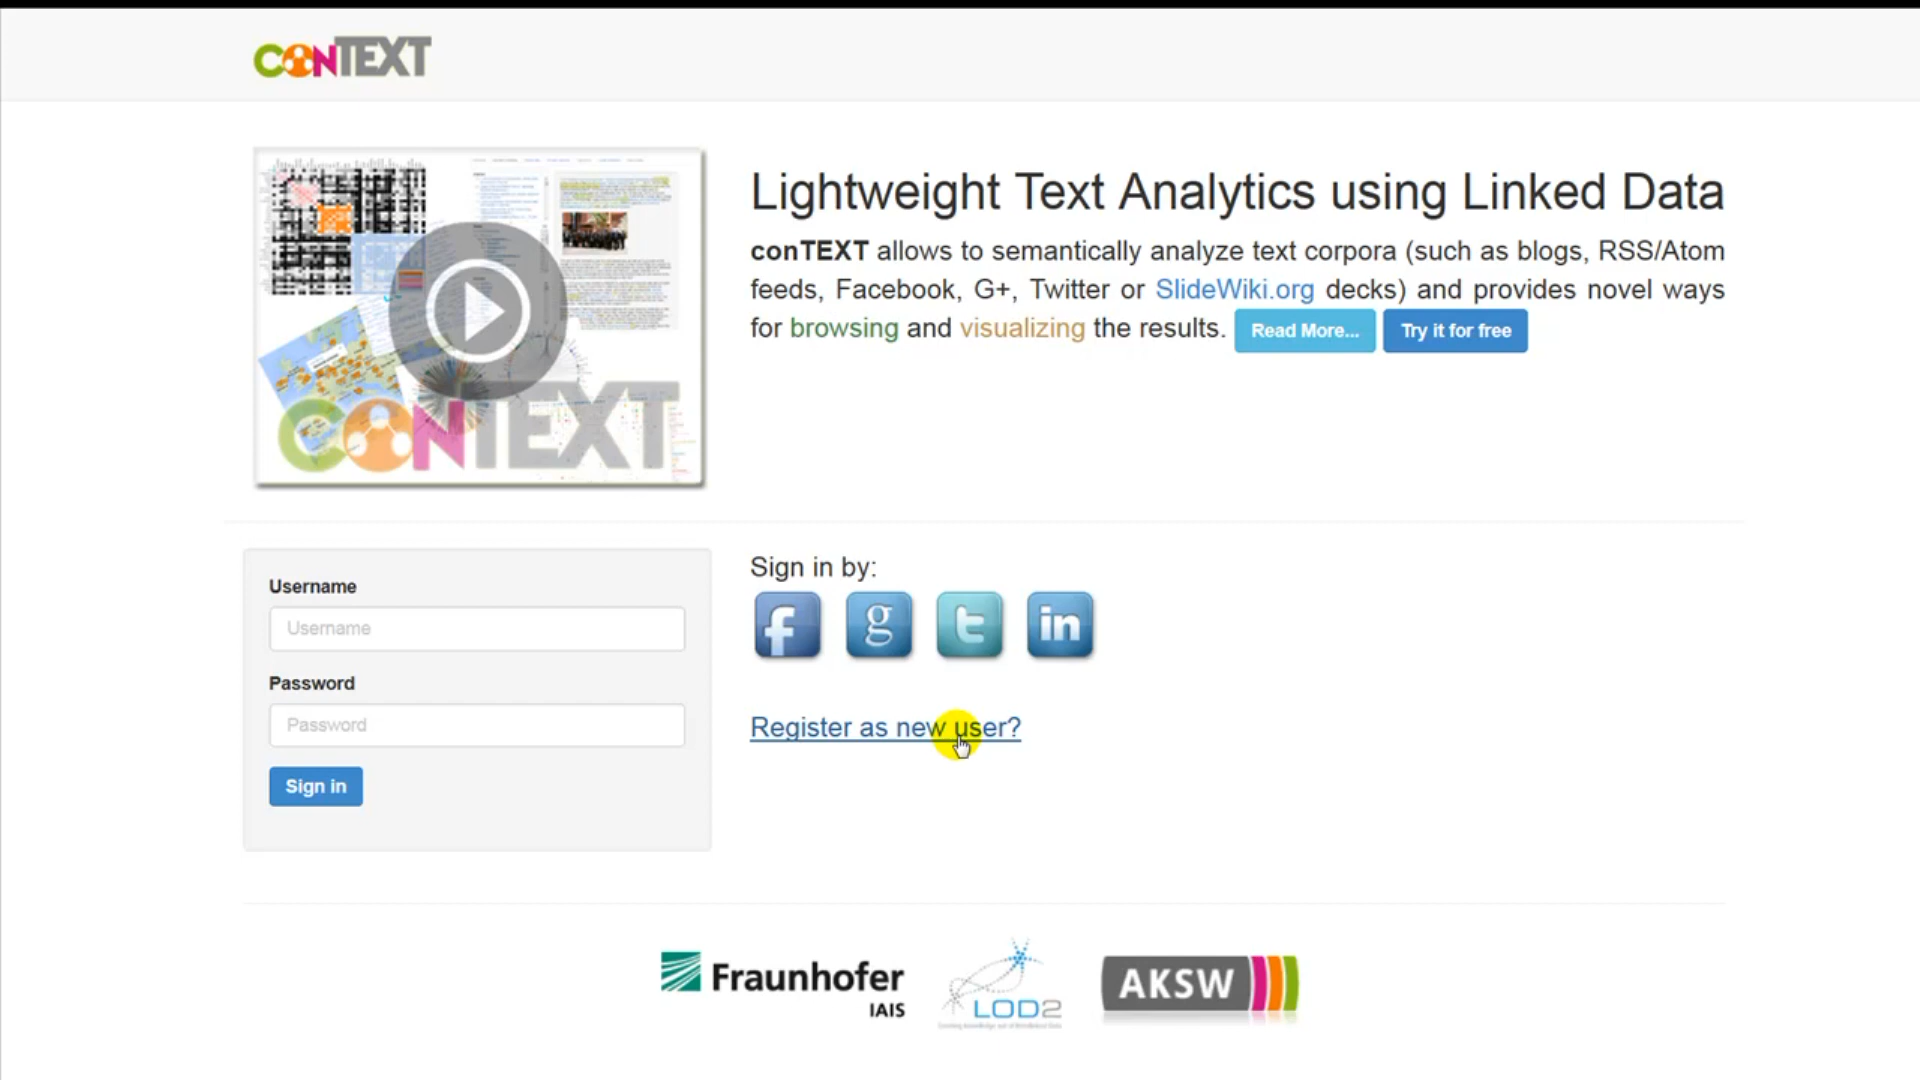 conTEXT
Lightweight Text Analytics using Linked Data
conTEXT allows to semantically analyze text corpora (such as blogs, RSS/Atom
feeds, Facebook, G+, Twitter or SlideWiki.org decks) and provides novel ways
for browsing and visualizing the results. Read More... Try it for free
CONTEXT
Username
Username
Password
Password
Sign in
Sign in by:
f g t in
Register as new user?
Fraunhofer
IAIS
LOD2
AKSW